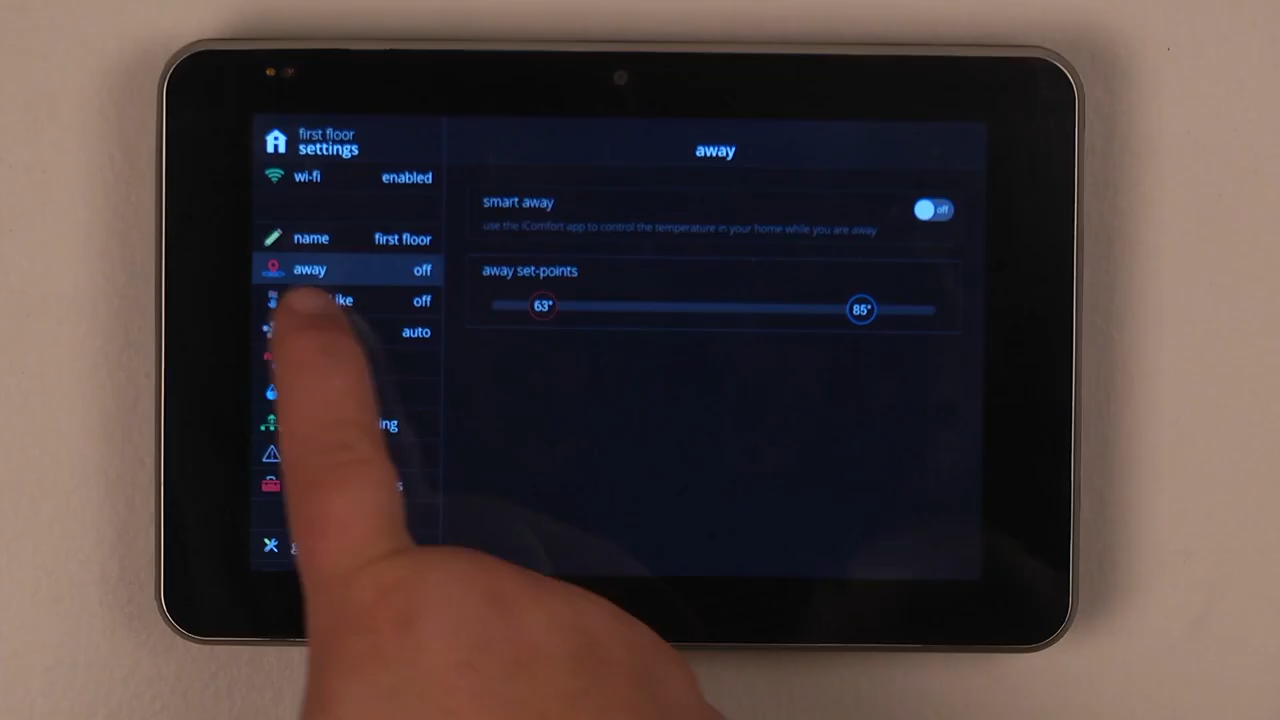 first floor
settings
wi-fi enabled
name first floor
away off
off
auto
away
smart away
off
use the iComfort app to control the temperature in your home while you are away
away set-points
63°
85°